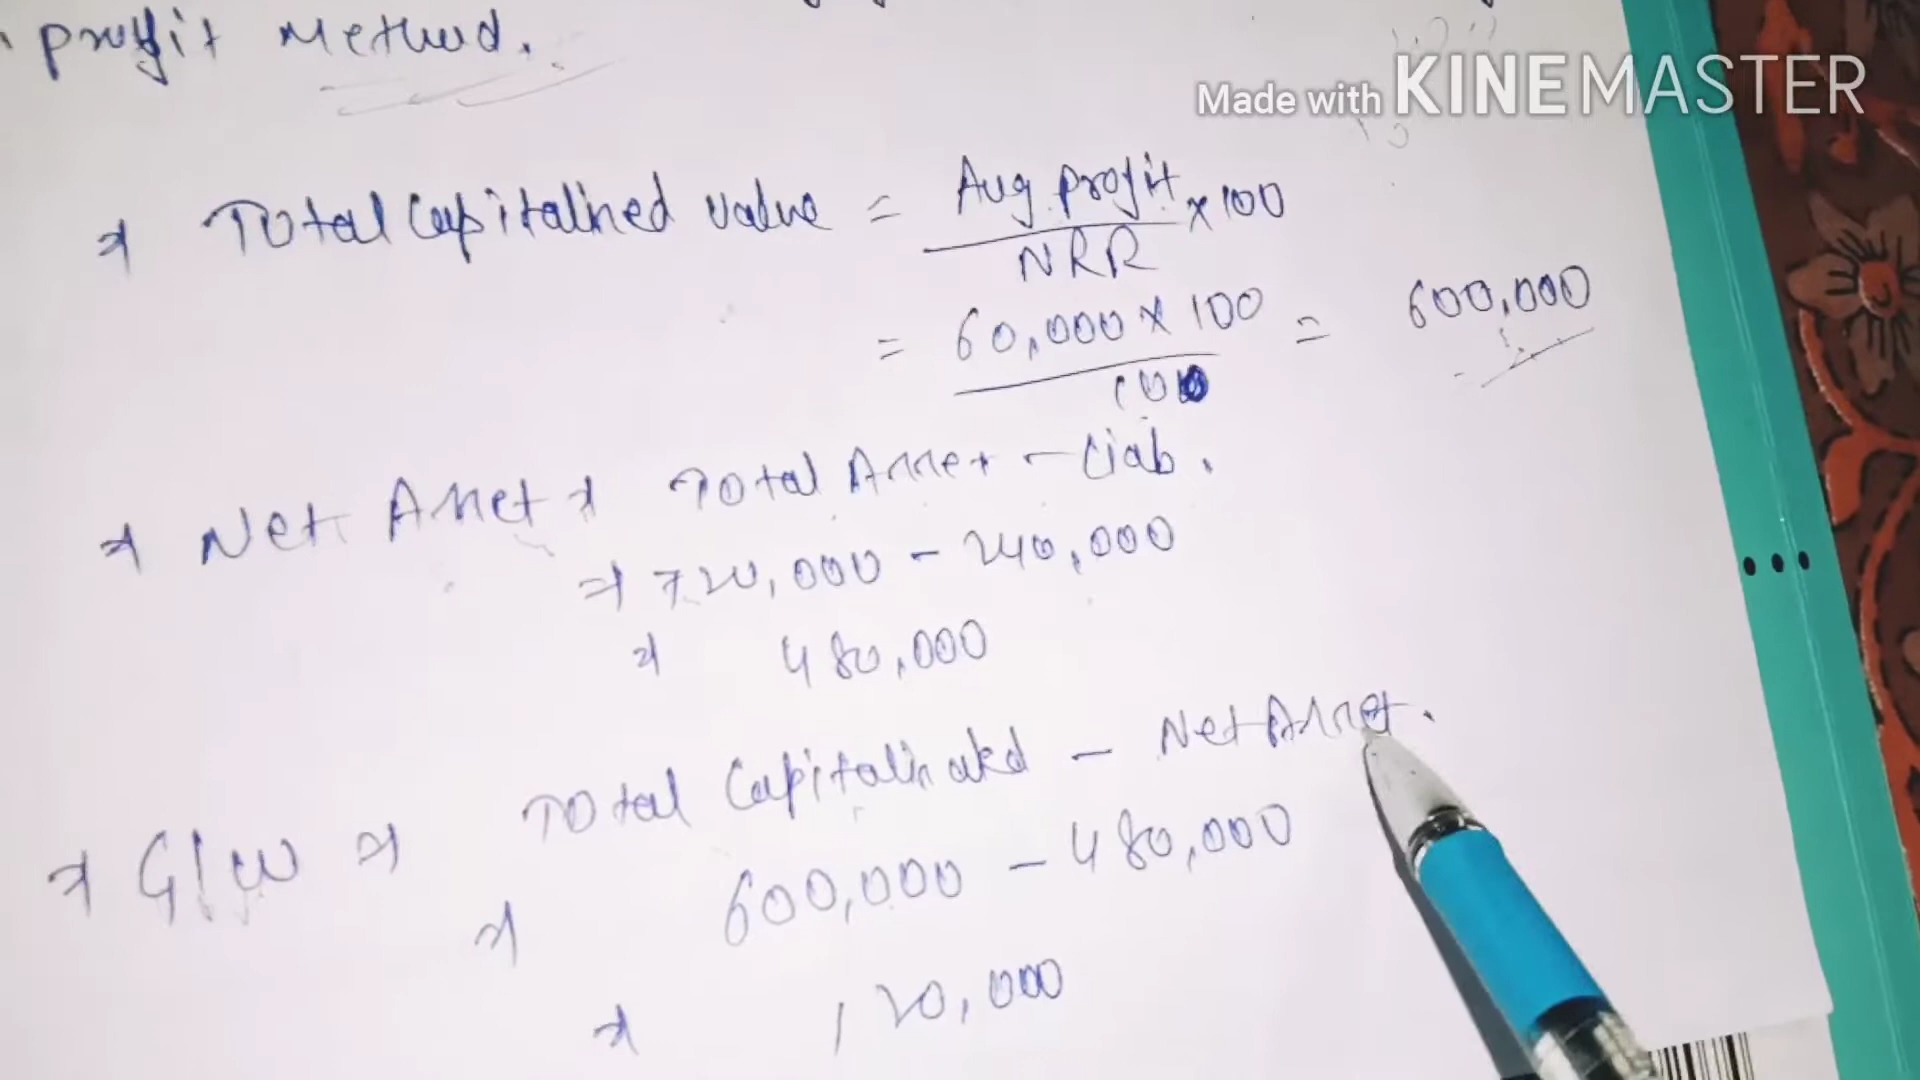 profit Method.
Made with KINEMASTER
Total Capitalised value = Avg profit × 100
NRR
= 60,000 × 100 = 600,000
10
Net Asset Total Asset - Liab.
⇒ 720,000 - 240,000
480,000
G/w Total Capitalisated - Net Asset.
600,000 - 480,000
120,000